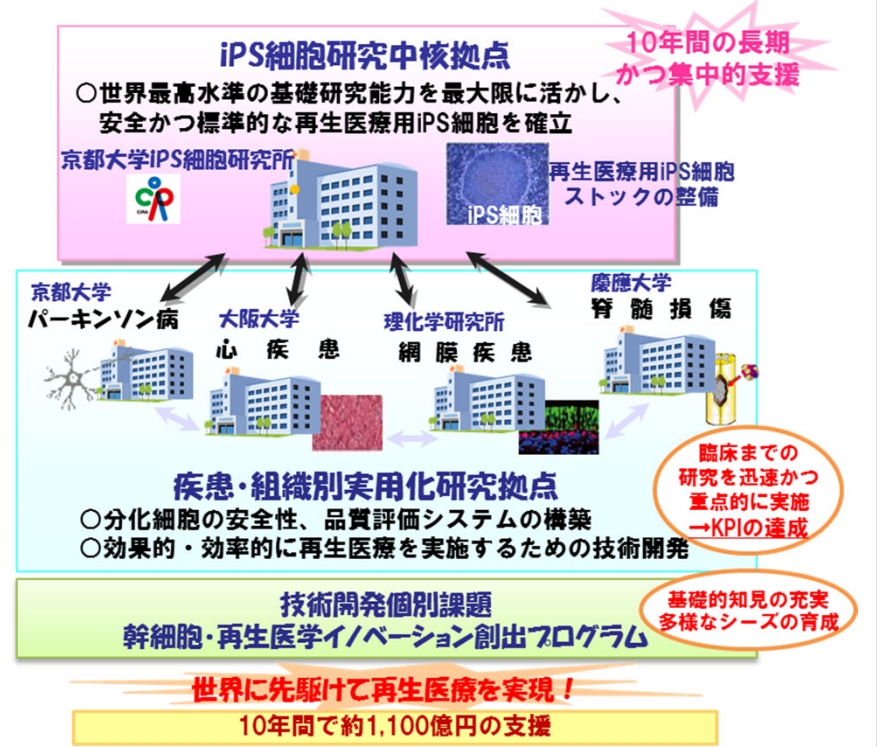 iPS細胞研究中核拠点
10年間の長期
かつ集中的支援
○世界最高水準の基礎研究能力を最大限に活かし、
安全かつ標準的な再生医療用iPS細胞を確立
京都大学iPS細胞研究所
CiRA
iPS細胞
再生医療用iPS細胞
ストックの整備
京都大学
パーキンソン病
大阪大学
心疾患
理化学研究所
網膜疾患
慶應大学
脊髄損傷
疾患・組織別実用化研究拠点
○分化細胞の安全性、品質評価システムの構築
○効果的・効率的に再生医療を実施するための技術開発
臨床までの
研究を迅速かつ
重点的に実施
→KPIの達成
技術開発個別課題
幹細胞・再生医学イノベーション創出プログラム
基礎的知見の充実
多様なシーズの育成
世界に先駆けて再生医療を実現!
10年間で約1,100億円の支援